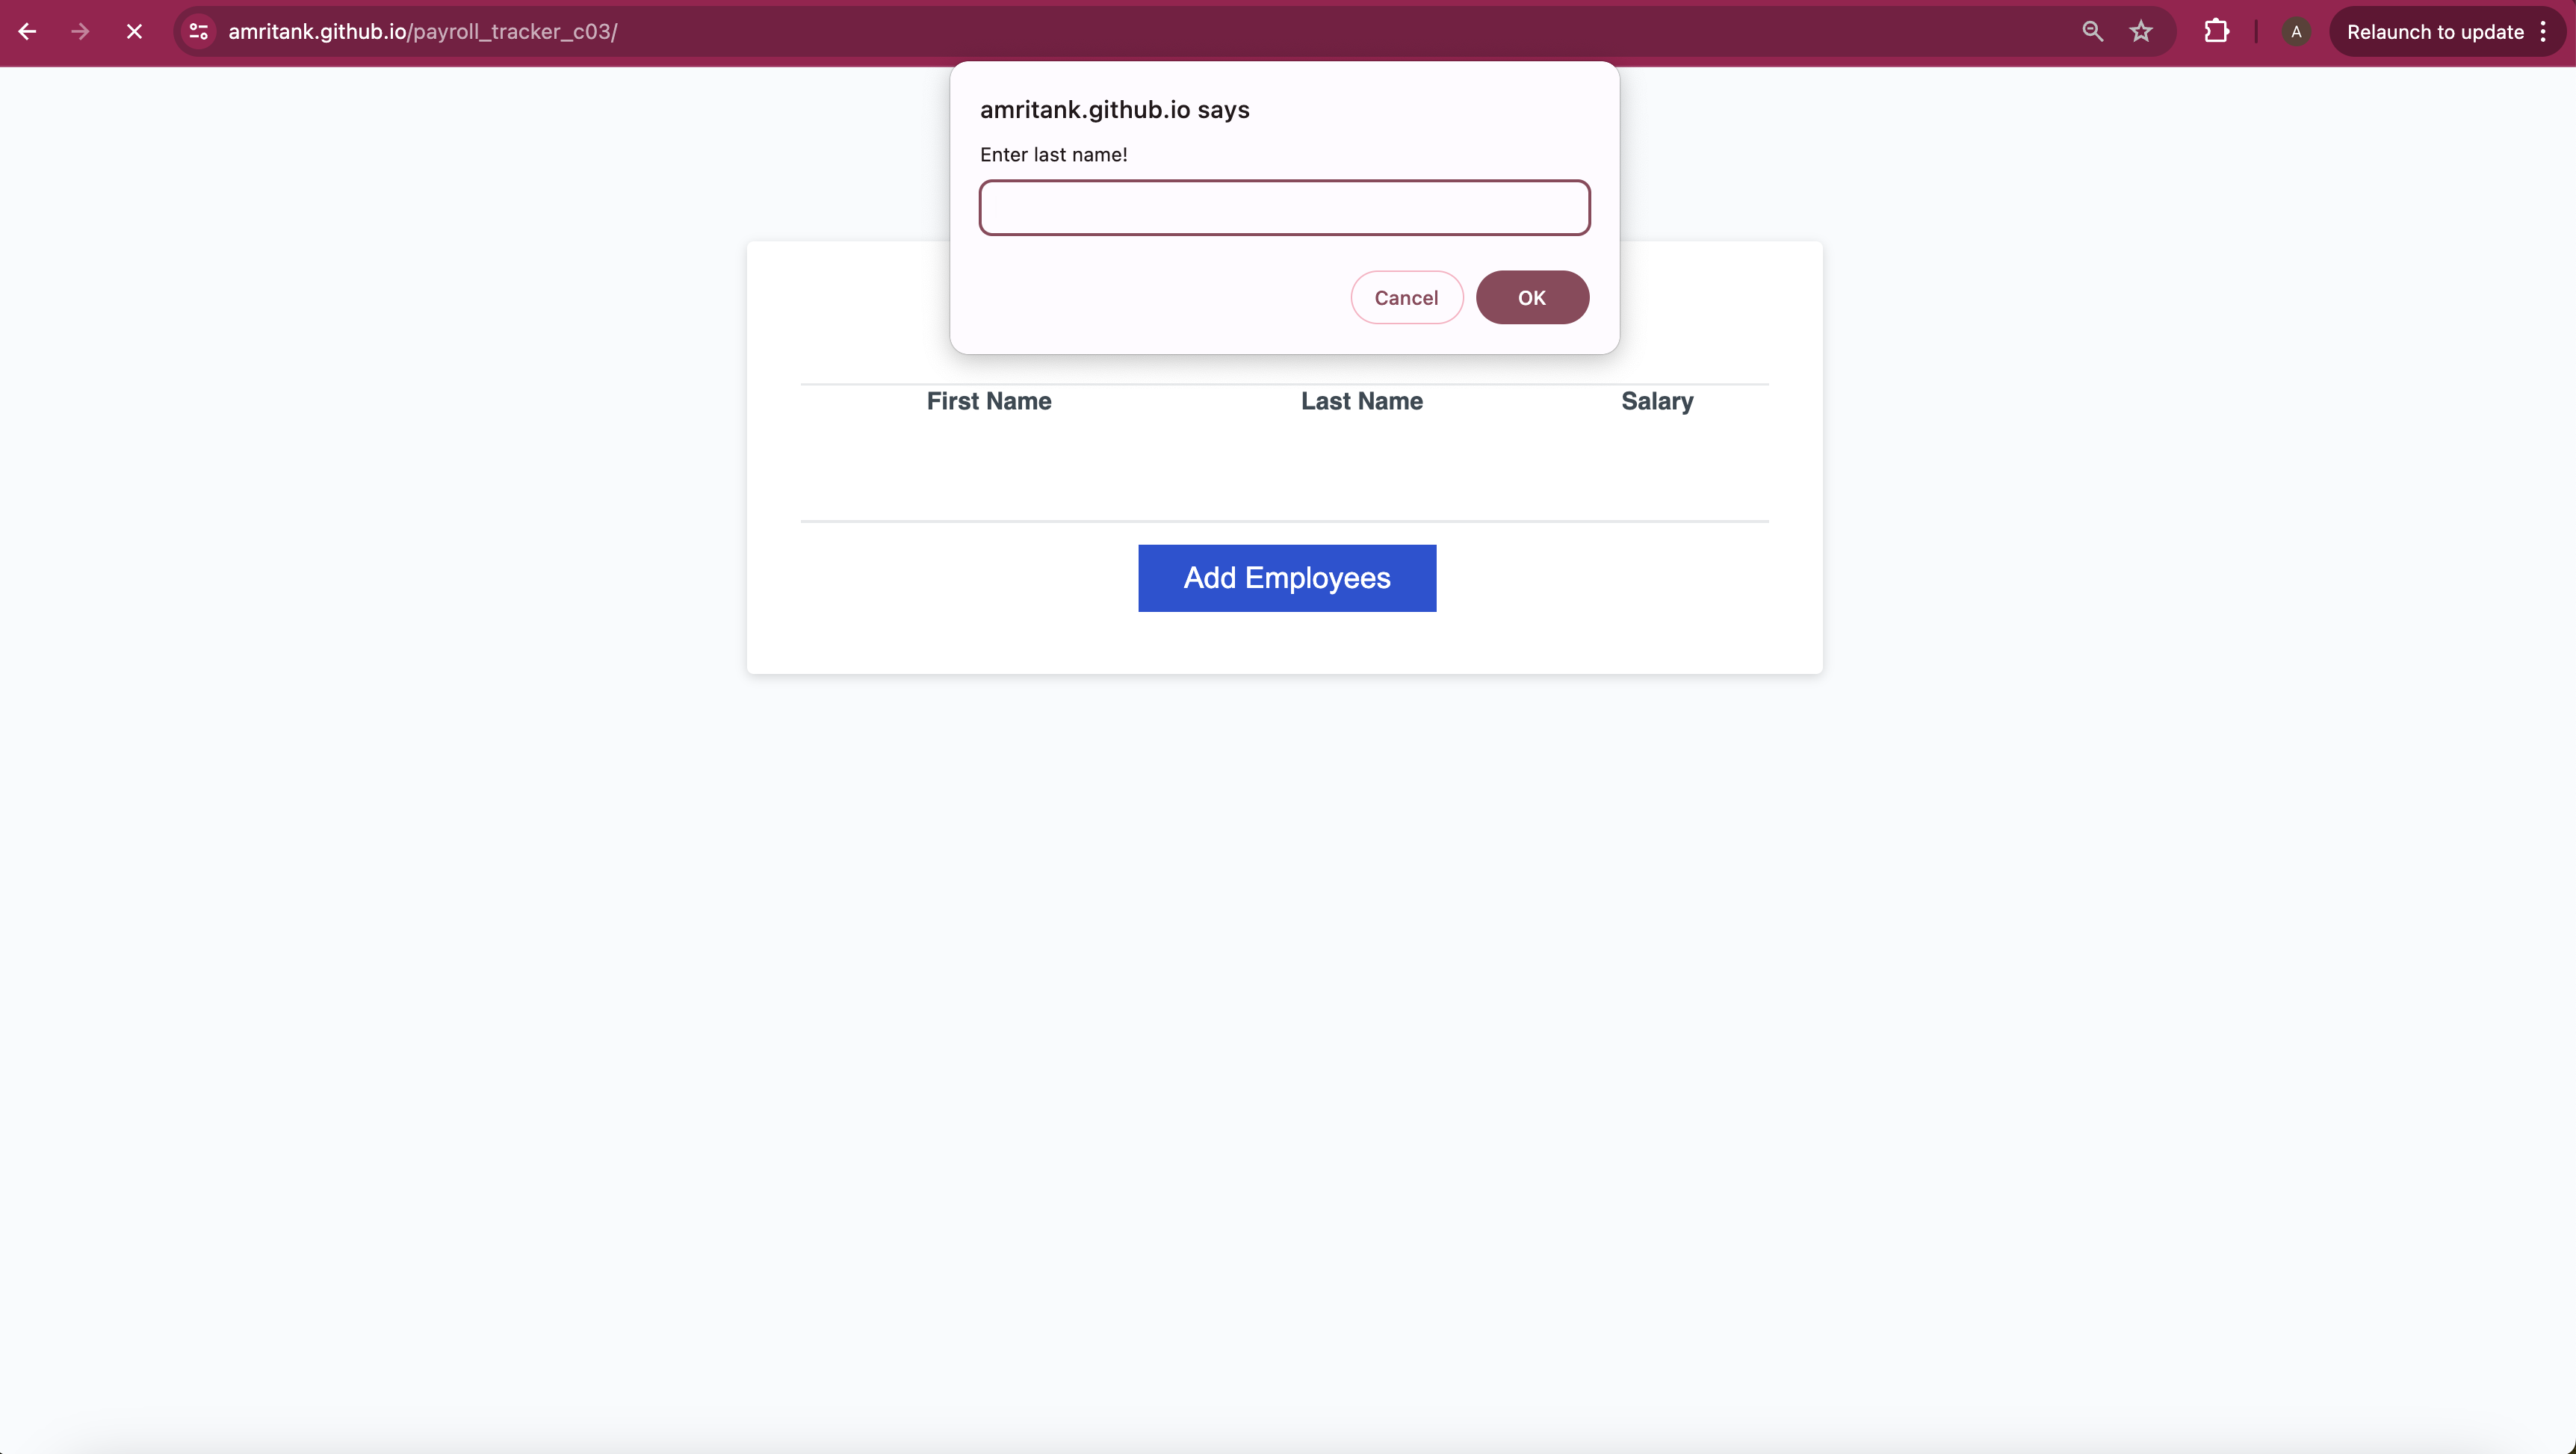 amritank.github.io/payroll_tracker_c03/
A
Relaunch to update
amritank.github.io says
Enter last name!
Cancel
OK
First Name Last Name Salary
Add Employees